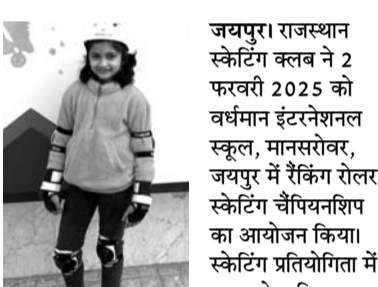 जयपुर। राजस्थान
स्केटिंग क्लब ने 2
फरवरी 2025 को
वर्धमान इंटरनेशनल
स्कूल, मानसरोवर,
जयपुर में रैंकिंग रोलर
स्केटिंग चैंपियनशिप
का आयोजन किया।
स्केटिंग प्रतियोगिता में